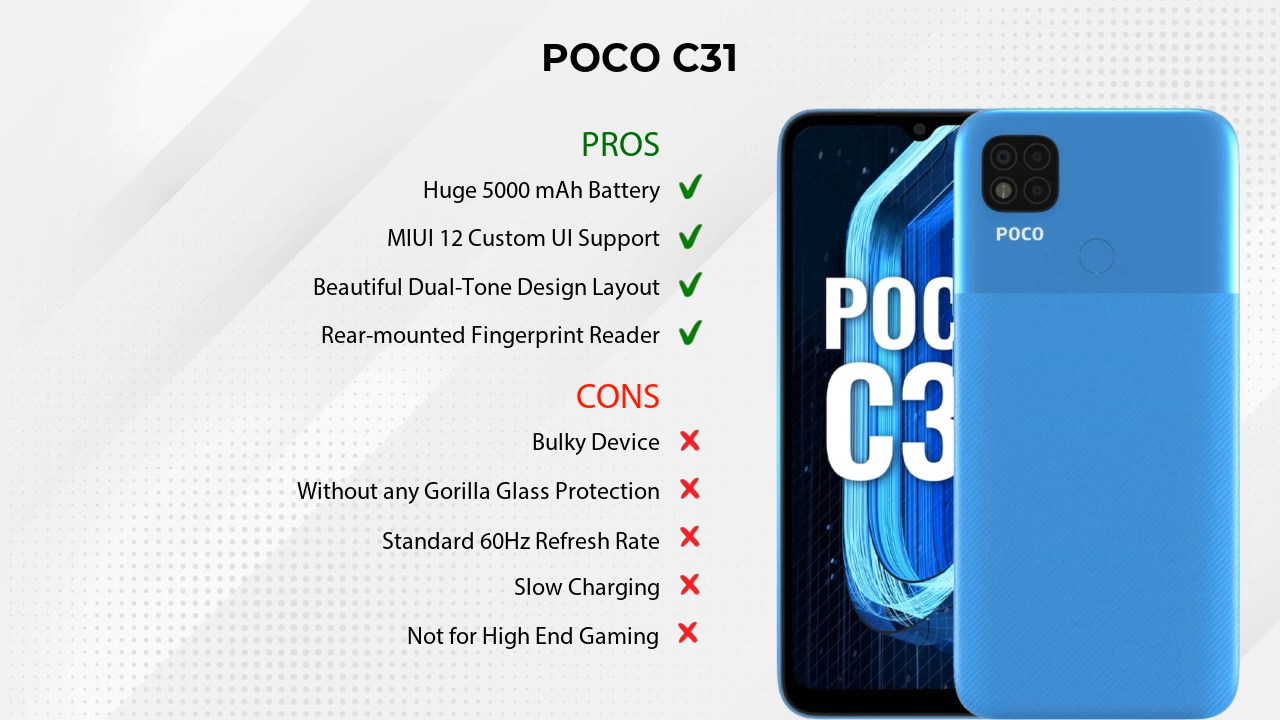 POCO C31
PROS
Huge 5000 mAh Battery
MIUI 12 Custom UI Support
Beautiful Dual-Tone Design Layout
Rear-mounted Fingerprint Reader
CONS
Bulky Device
Without any Gorilla Glass Protection
Standard 60Hz Refresh Rate
Slow Charging
Not for High End Gaming
POCO
POC
C3